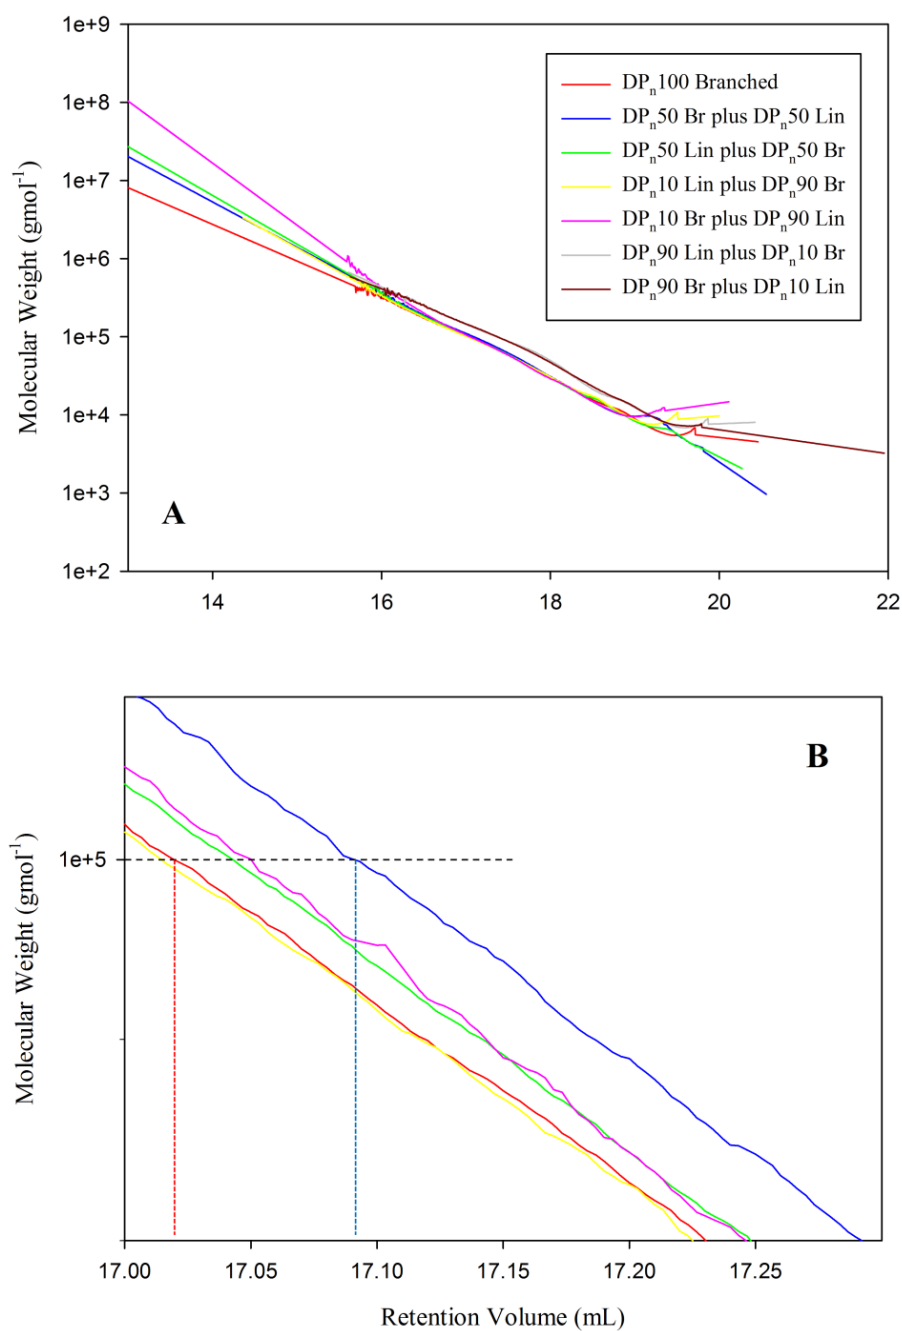 1e+9
1e+8
1e+7
1e+6
1e+5
1e+4
1e+3
1e+2
Molecular Weight (gmol⁻¹)
DPₙ100 Branched
DPₙ50 Br plus DPₙ50 Lin
DPₙ50 Lin plus DPₙ50 Br
DPₙ10 Lin plus DPₙ90 Br
DPₙ10 Br plus DPₙ90 Lin
DPₙ90 Lin plus DPₙ10 Br
DPₙ90 Br plus DPₙ10 Lin
A
14 16 18 20 22
B
1e+5
Molecular Weight (gmol⁻¹)
17.00 17.05 17.10 17.15 17.20 17.25
Retention Volume (mL)